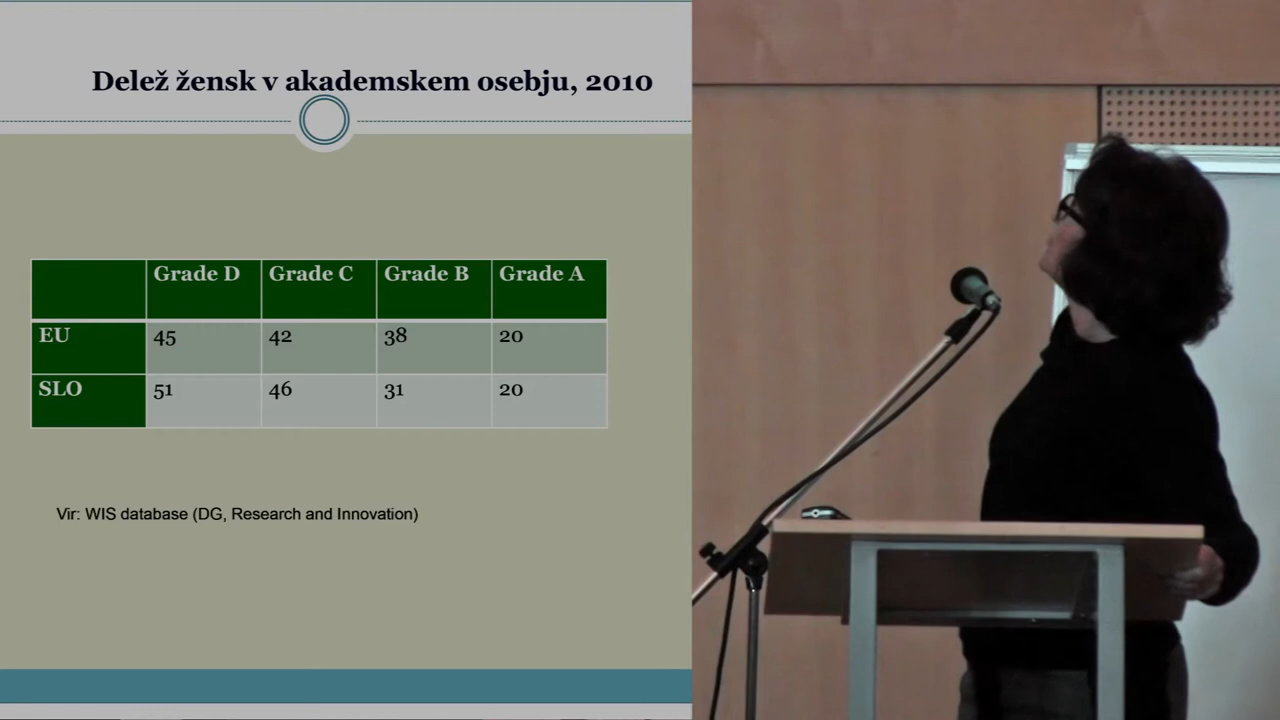 Delež žensk v akademskem osebju, 2010
Grade D Grade C Grade B Grade A
EU 45 42 38 20
SLO 51 46 31 20
Vir: WIS database (DG, Research and Innovation)